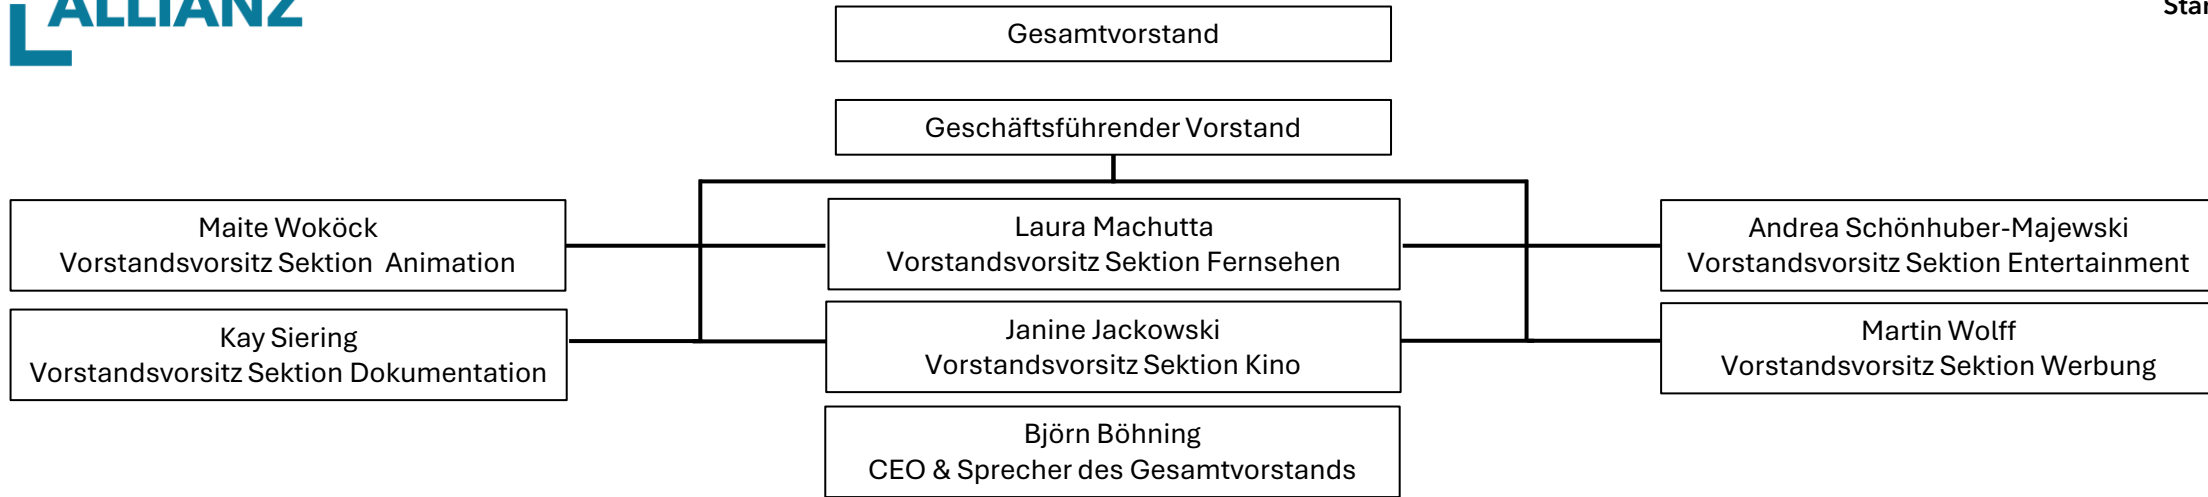 ALLIANZ
Gesamtvorstand
Geschäftsführender Vorstand
Maite Woköck
Vorstandsvorsitz Sektion Animation
Laura Machutta
Vorstandsvorsitz Sektion Fernsehen
Andrea Schönhuber-Majewski
Vorstandsvorsitz Sektion Entertainment
Kay Siering
Vorstandsvorsitz Sektion Dokumentation
Janine Jackowski
Vorstandsvorsitz Sektion Kino
Martin Wolff
Vorstandsvorsitz Sektion Werbung
Björn Böhning
CEO & Sprecher des Gesamtvorstands